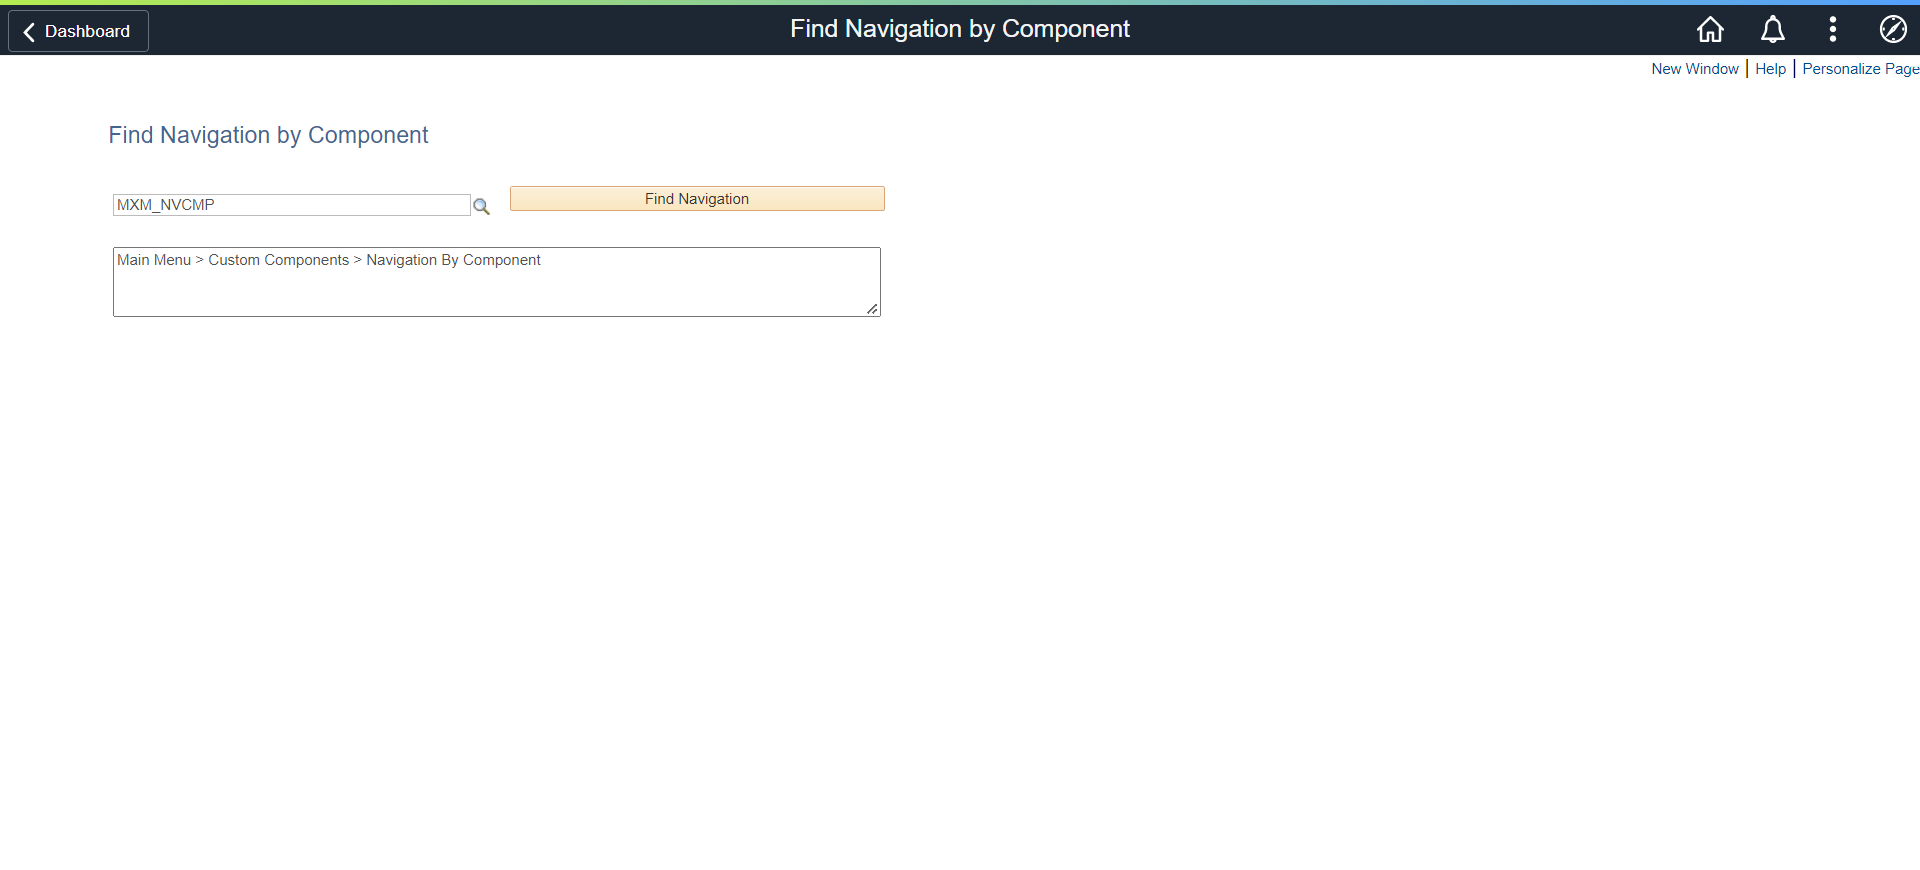 Dashboard
Find Navigation by Component
New Window | Help | Personalize Page
Find Navigation by Component
MXM_NVCMP
Find Navigation
Main Menu > Custom Components > Navigation By Component